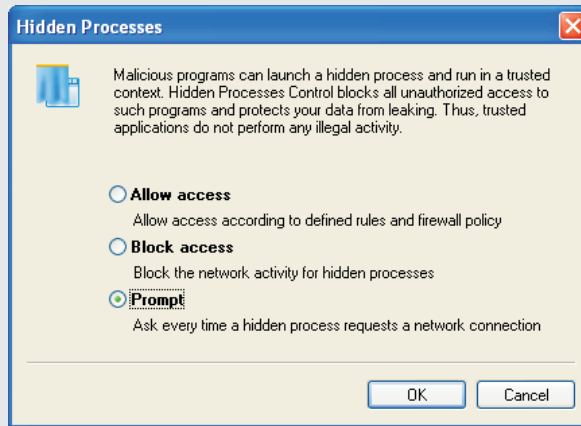 Hidden Processes
Malicious programs can launch a hidden process and run in a trusted
context. Hidden Processes Control blocks all unauthorized access to
such programs and protects your data from leaking. Thus, trusted
applications do not perform any illegal activity.
Allow access
Allow access according to defined rules and firewall policy
Block access
Block the network activity for hidden processes
Prompt
Ask every time a hidden process requests a network connection
OK Cancel